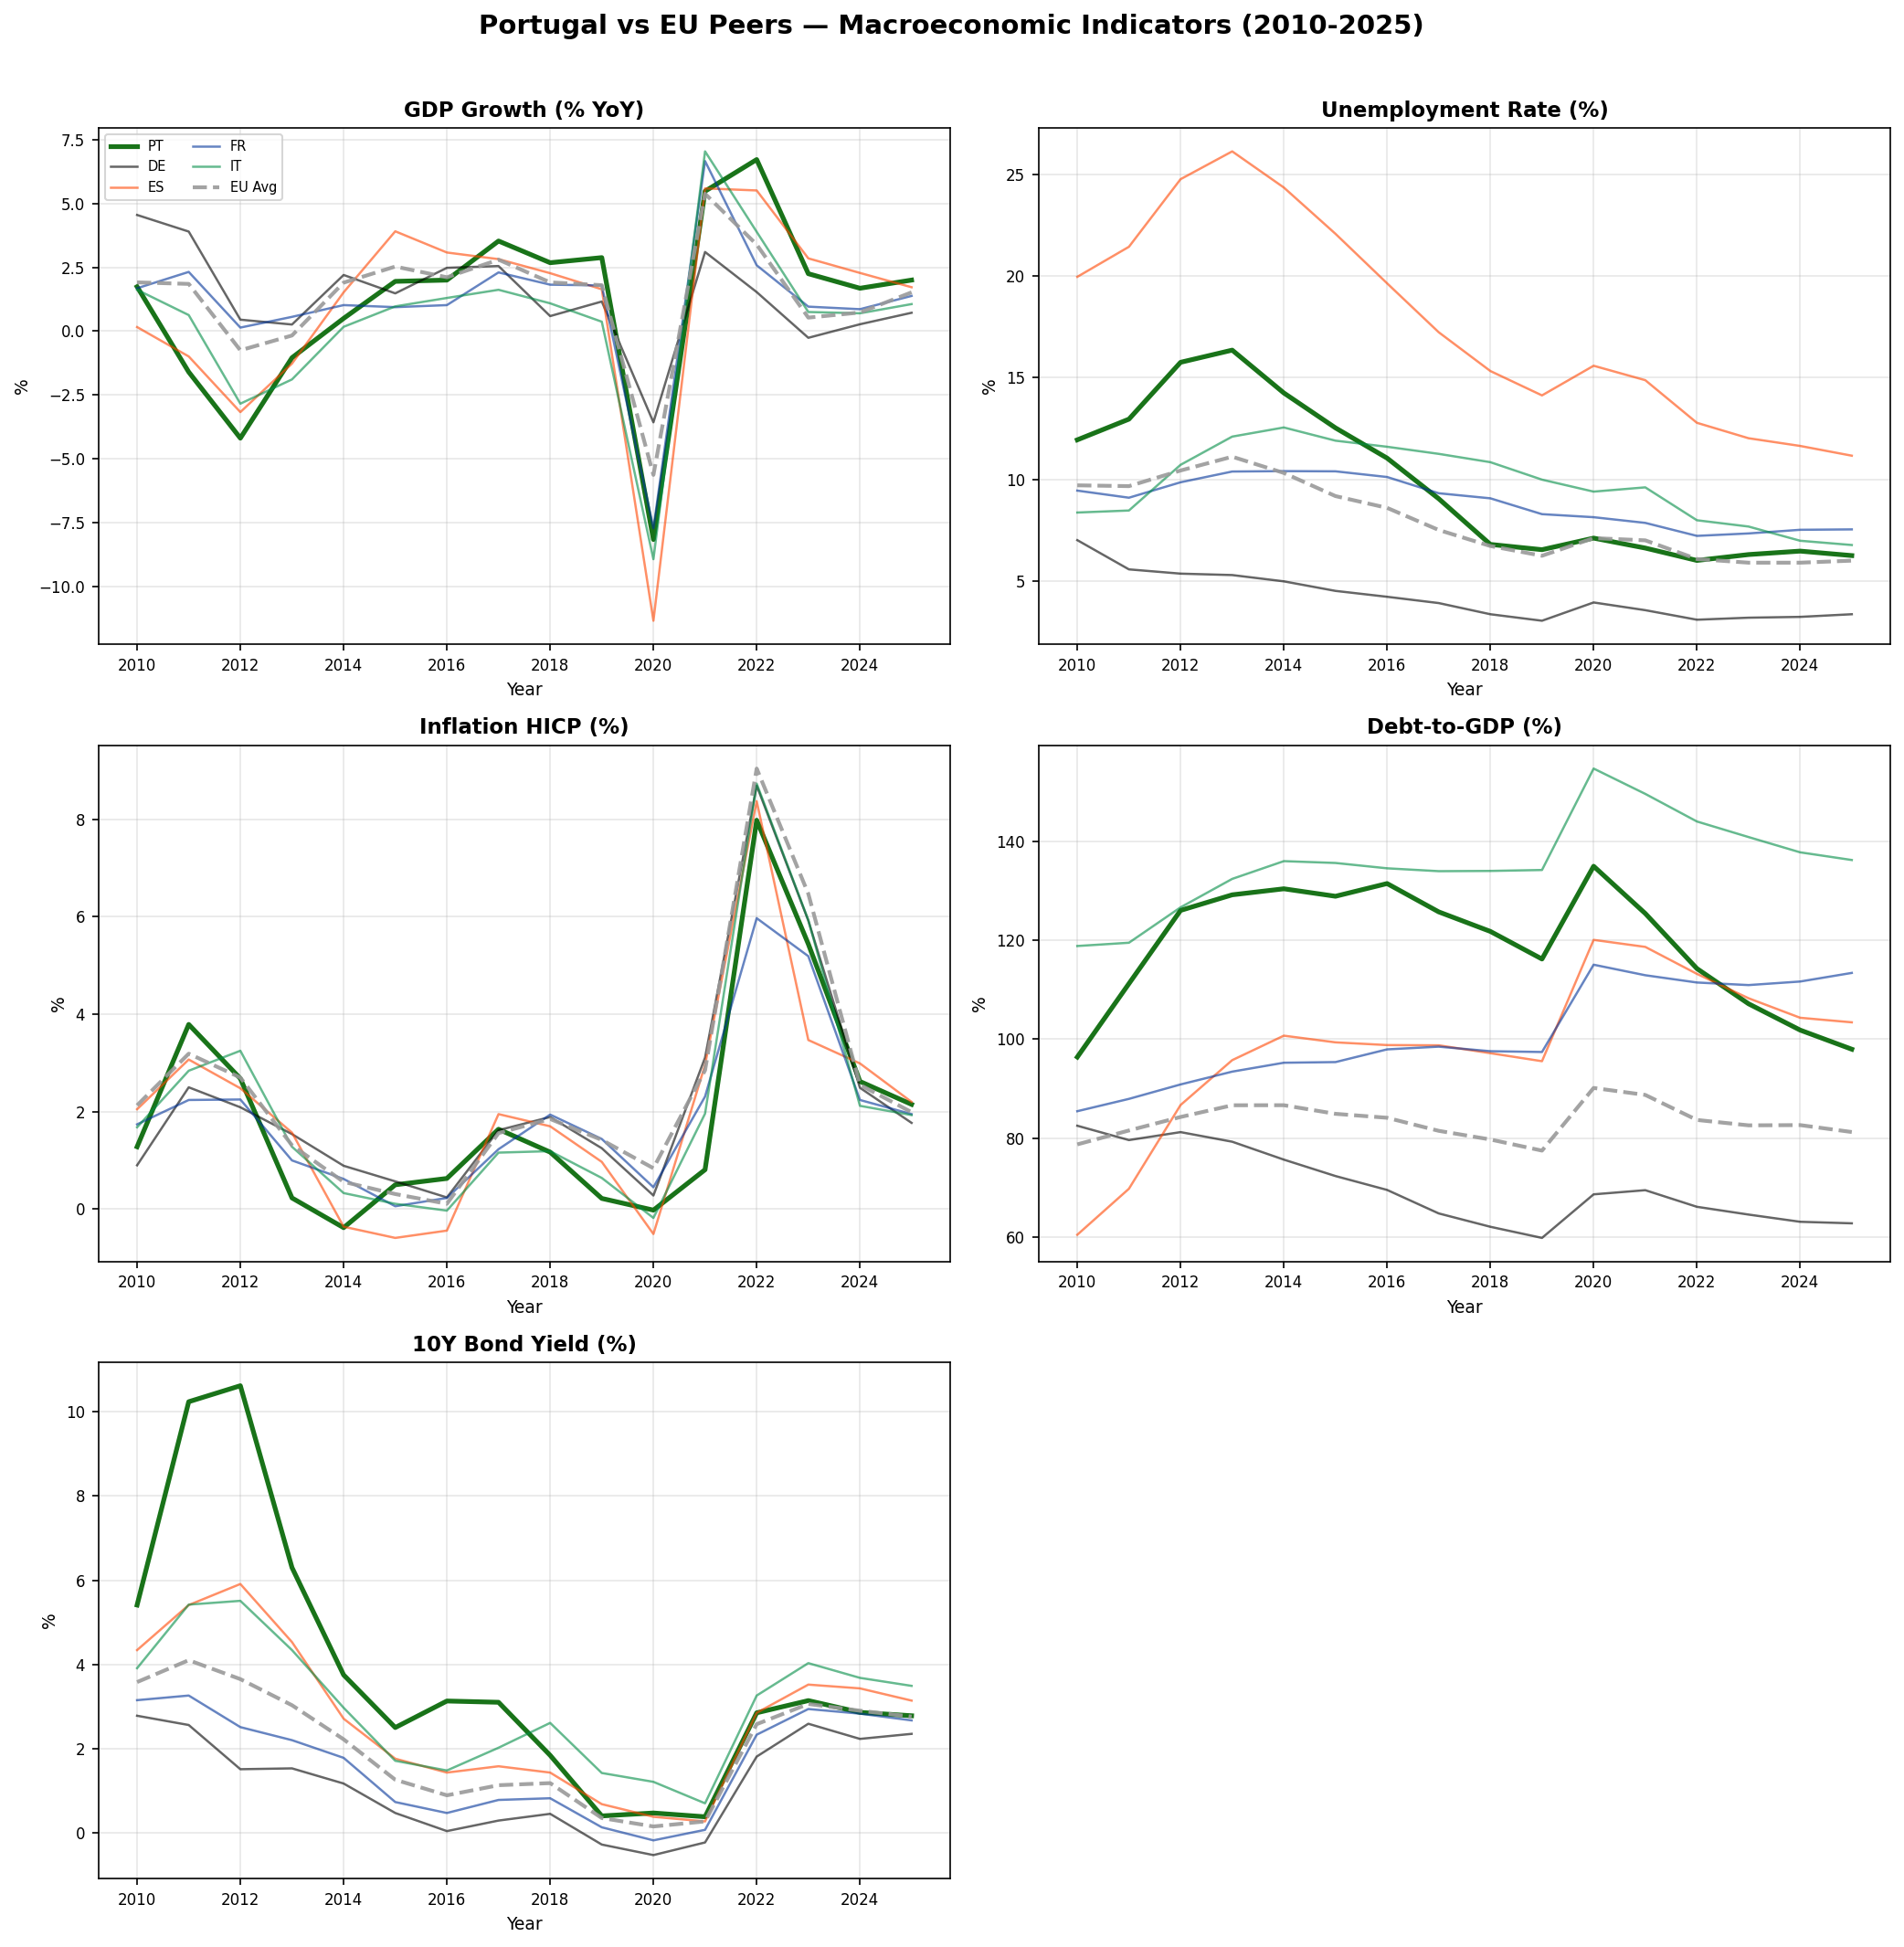 Portugal vs EU Peers — Macroeconomic Indicators (2010-2025)
GDP Growth (% YoY)
PT
DE
ES
FR
IT
EU Avg
7.5
5.0
2.5
0.0
−2.5
−5.0
−7.5
−10.0
%
2010 2012 2014 2016 2018 2020 2022 2024
Year
Unemployment Rate (%)
25
20
15
10
5
%
2010 2012 2014 2016 2018 2020 2022 2024
Year
Inflation HICP (%)
8
6
4
2
0
%
2010 2012 2014 2016 2018 2020 2022 2024
Year
Debt-to-GDP (%)
140
120
100
80
60
%
2010 2012 2014 2016 2018 2020 2022 2024
Year
10Y Bond Yield (%)
10
8
6
4
2
0
%
2010 2012 2014 2016 2018 2020 2022 2024
Year